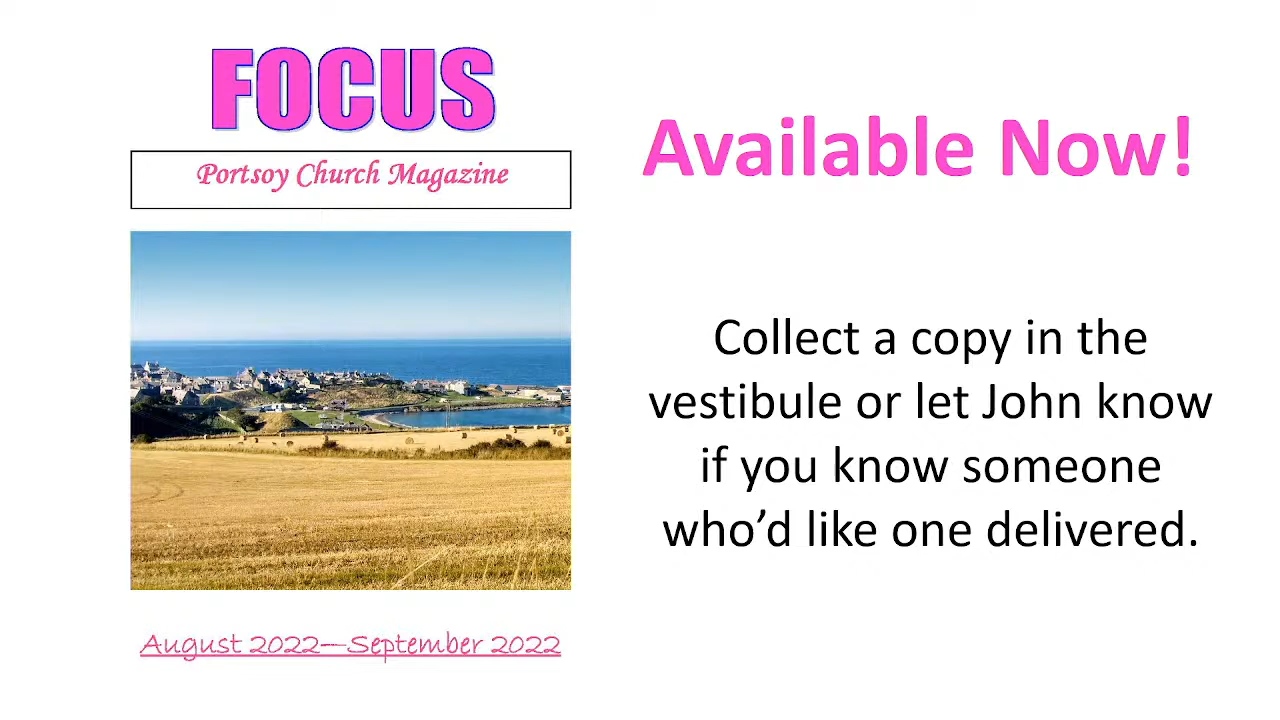 FOCUS
Portsoy Church Magazine
August 2022—September 2022
Available Now!
Collect a copy in the
vestibule or let John know
if you know someone
who’d like one delivered.